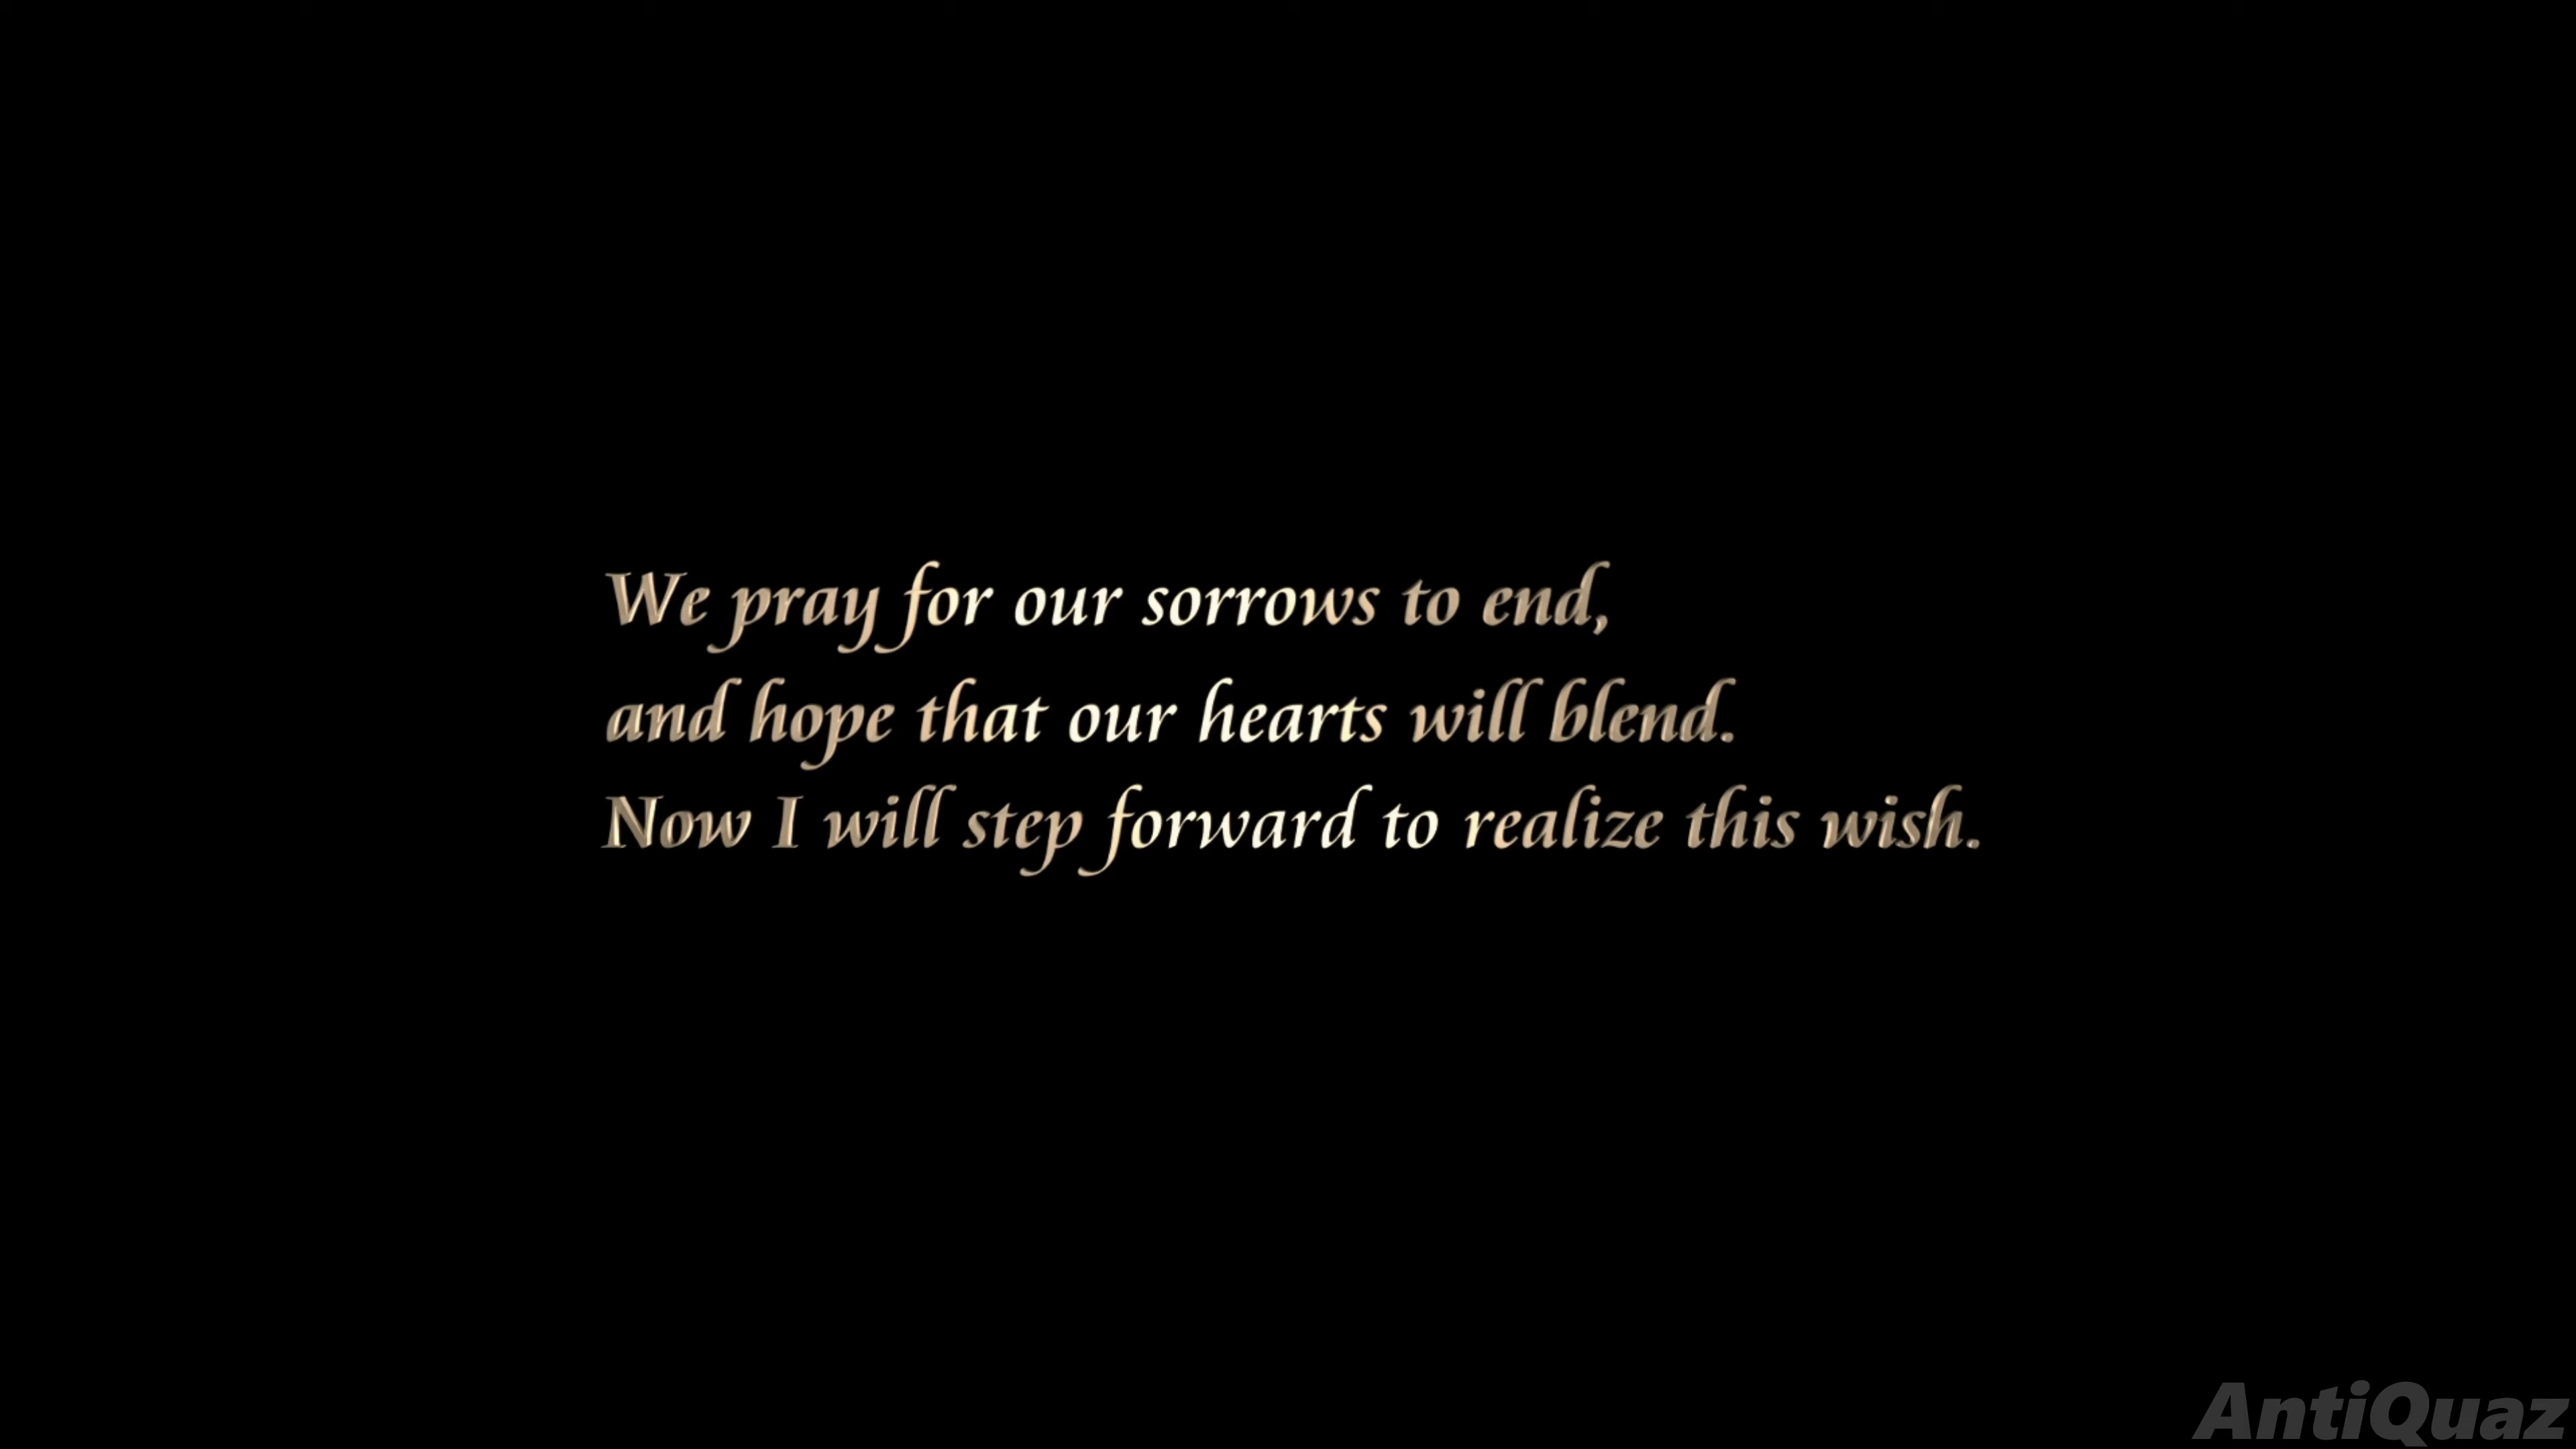 We pray for our sorrows to end,
and hope that our hearts will blend.
Now I will step forward to realize this wish.
AntiQuaz